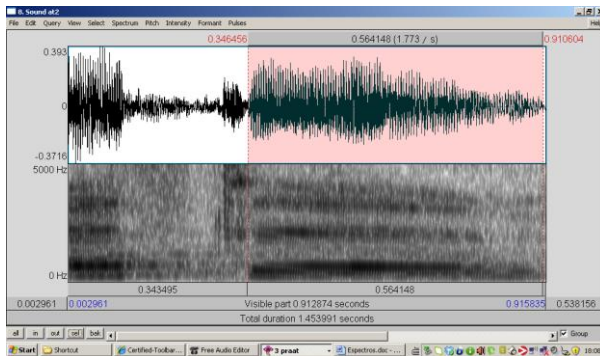 8. Sound at2
File Edit Query View Select Spectrum Pitch Intensity Formant Pulses Help
0.346456 0.564148 (1.773 / s) 0.910604
0.393
0
-0.3716
5000 Hz
0 Hz
0.343495 0.564148
0.002961 0.002961 Visible part 0.912874 seconds 0.915835 0.538156
Total duration 1.453991 seconds
all in out sel bak Group
Start Shortcut Certified-Toolbar... Free Audio Editor 3 praat Espectros.doc - ...